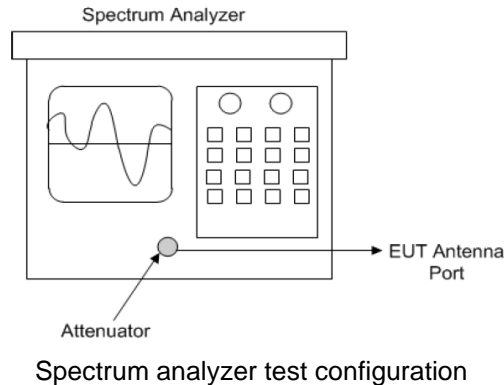 Spectrum Analyzer
EUT Antenna
Port
Attenuator
Spectrum analyzer test configuration